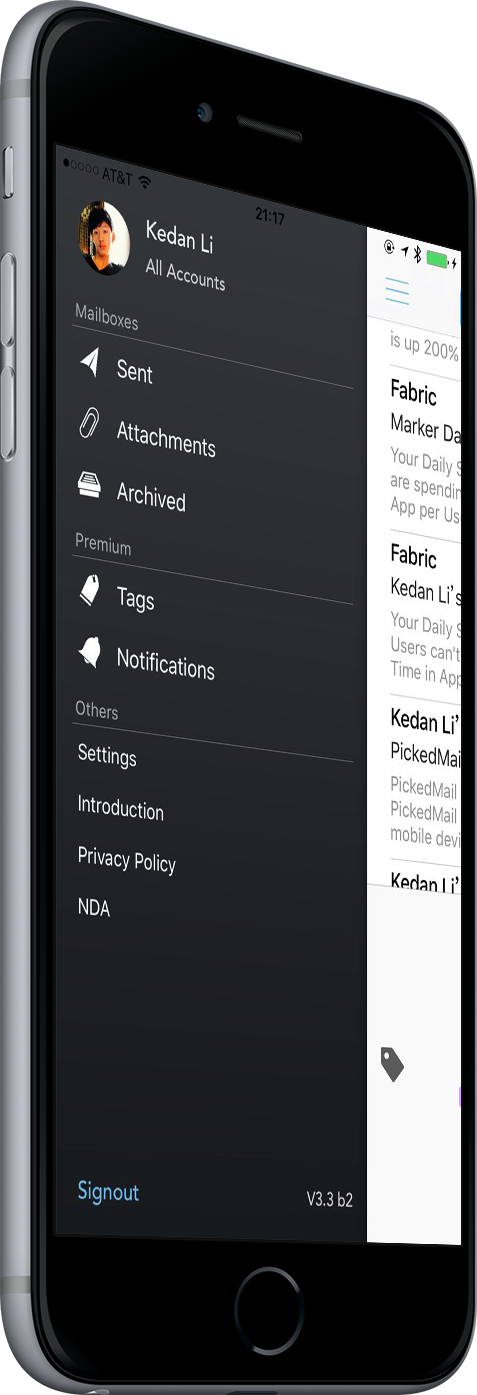 AT&T
21:17
Kedan Li
All Accounts
Mailboxes
Sent
Attachments
Archived
Premium
Tags
Notifications
Others
Settings
Introduction
Privacy Policy
NDA
Signout
V3.3 b2
is up 200%
Fabric
Marker Da
Your Daily S
are spendin
App per Us
Fabric
Kedan Li's
Your Daily S
Users can't
Time in App
Kedan Li'
PickedMai
PickedMail
PickedMail
mobile devi
Kedan Li'